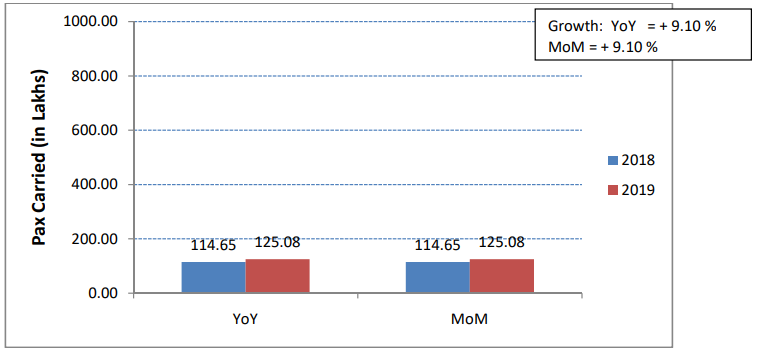 Growth: YoY = + 9.10 %
MoM = + 9.10 %
1000.00
800.00
600.00
400.00
200.00
0.00
Pax Carried (in Lakhs)
114.65
125.08
114.65
125.08
YoY
MoM
2018
2019